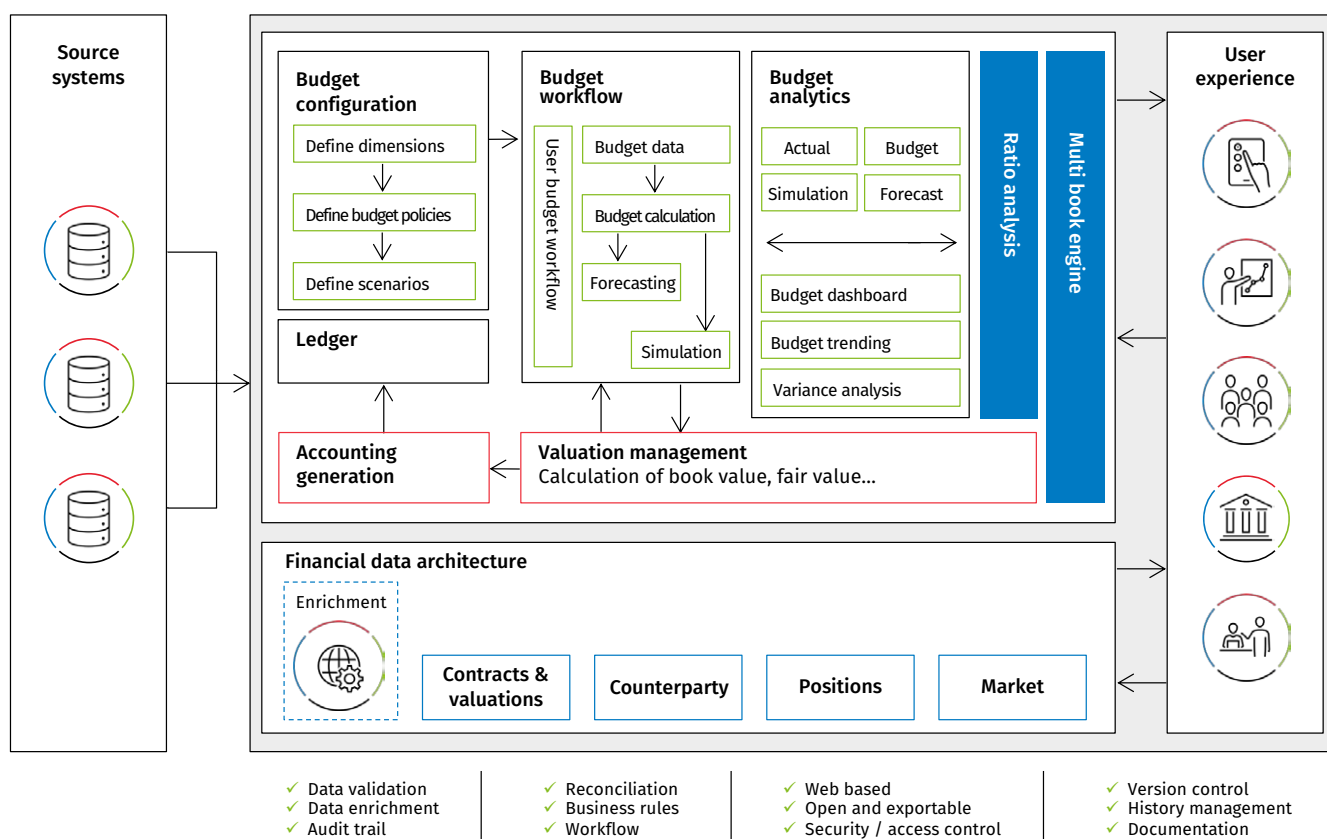 Source
systems
Budget
configuration
Define dimensions
Define budget policies
Define scenarios
Ledger
Accounting
generation
Budget
workflow
User budget workflow
Budget data
Budget calculation
Forecasting
Simulation
Valuation management
Calculation of book value, fair value...
Budget
analytics
Actual
Budget
Simulation
Forecast
Budget dashboard
Budget trending
Variance analysis
Ratio analysis
Multi book engine
User
experience
Financial data architecture
Enrichment
Contracts &
valuations
Counterparty
Positions
Market
Data validation
Data enrichment
Audit trail
Reconciliation
Business rules
Workflow
Web based
Open and exportable
Security / access control
Version control
History management
Documentation